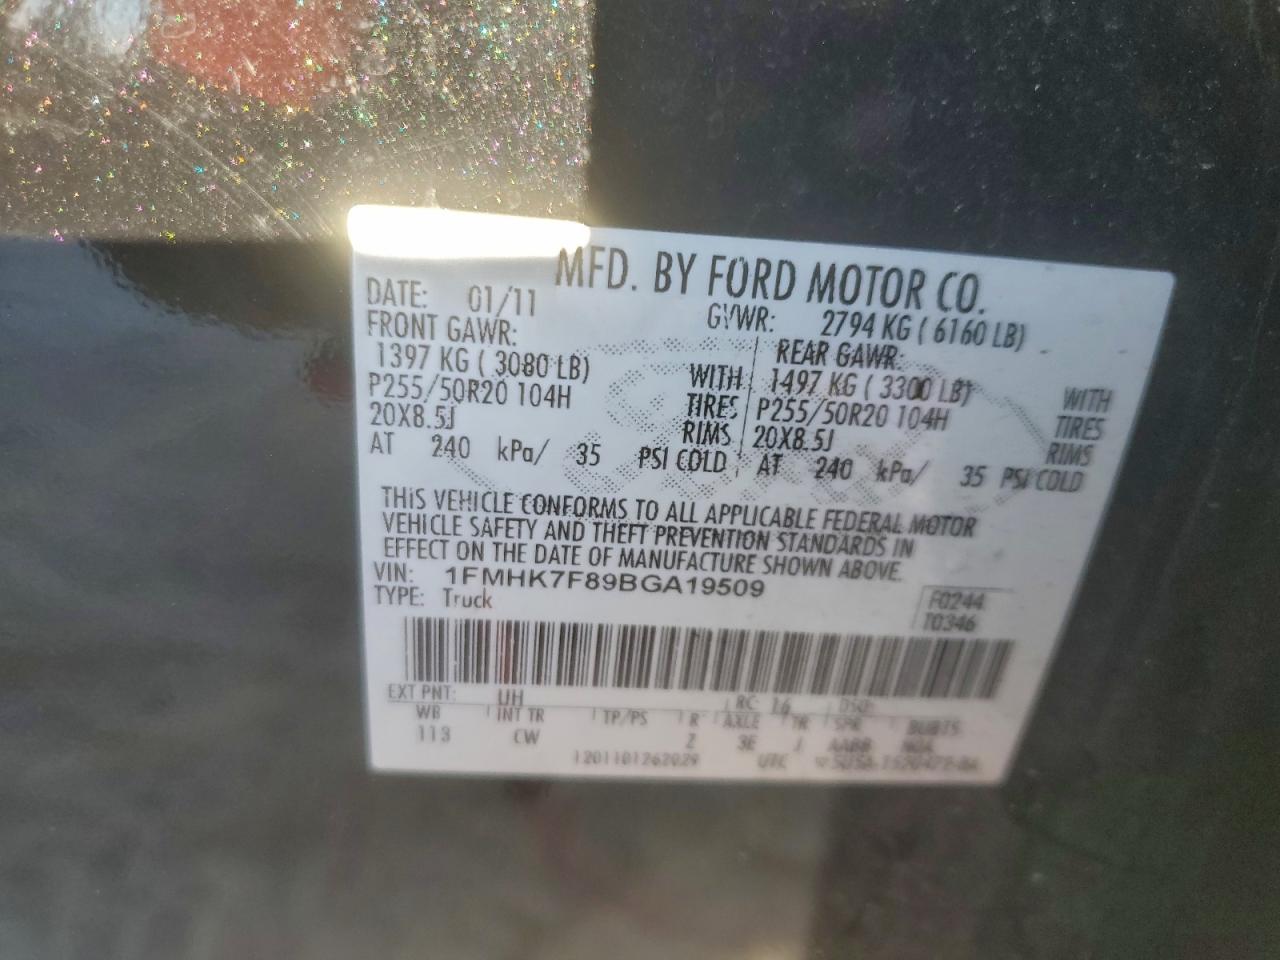 MFD. BY FORD MOTOR CO.
DATE: 01/11 GVWR: 2794 KG ( 6160 LB)
FRONT GAWR: REAR GAWR:
1397 KG ( 3080 LB) WITH 1497 KG ( 3300 LB) WITH
P255/50R20 104H TIRES P255/50R20 104H TIRES
20X8.5J RIMS 20X8.5J RIMS
AT 240 kPa/ 35 PSI COLD AT 240 kPa/ 35 PSI COLD
THIS VEHICLE CONFORMS TO ALL APPLICABLE FEDERAL MOTOR
VEHICLE SAFETY AND THEFT PREVENTION STANDARDS IN
EFFECT ON THE DATE OF MANUFACTURE SHOWN ABOVE.
VIN: 1FMHK7F89BGA19509
TYPE: Truck F0244
T0346
EXT PNT: UH RC: 16 DSO:
WB INT TR TP/PS R AXLE TR SPR
113 CW Z 3E J AABB
1201101262029 UTC